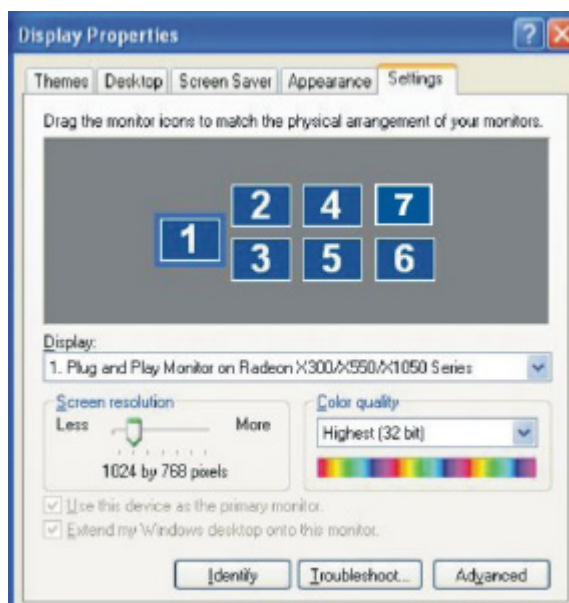 Display Properties
?
Themes Desktop Screen Saver Appearance Settings
Drag the monitor icons to match the physical arrangement of your monitors.
2 4 7
1
3 5 6
Display:
1. Plug and Play Monitor on Radeon X300/X550/X1050 Series
Screen resolution
Less More
1024 by 768 pixels
Color quality
Highest (32 bit)
Use this device as the primary monitor.
Extend my Windows desktop onto this monitor.
Identify Troubleshoot... Advanced